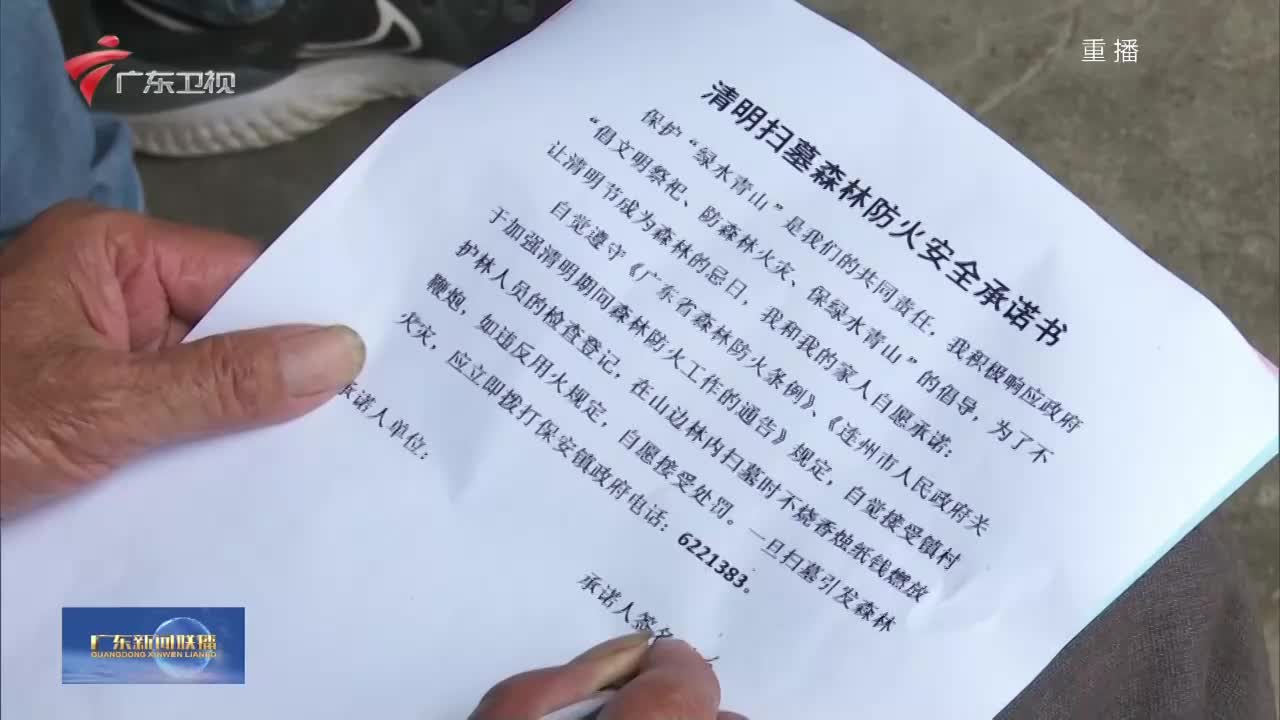 广东卫视
重播
清明扫墓森林防火安全承诺书
保护“绿水青山”是我们的共同责任，我积极响应政府
“倡文明祭祀、防森林火灾、保绿水青山”的倡导，为了不
让清明节成为森林的忌日，我和我的家人自愿承诺：
自觉遵守《广东省森林防火条例》、《连州市人民政府关
于加强清明期间森林防火工作的通告》规定，自觉接受镇村
护林人员的检查登记，在山边林内扫墓时不烧香烛纸钱燃放
鞭炮，如违反用火规定，自愿接受处罚。一旦扫墓引发森林
火灾，应立即拨打保安镇政府电话：6221383。
承诺人单位：
承诺人签名
广东新闻联播
GUANGDONG XINWEN LIANBO